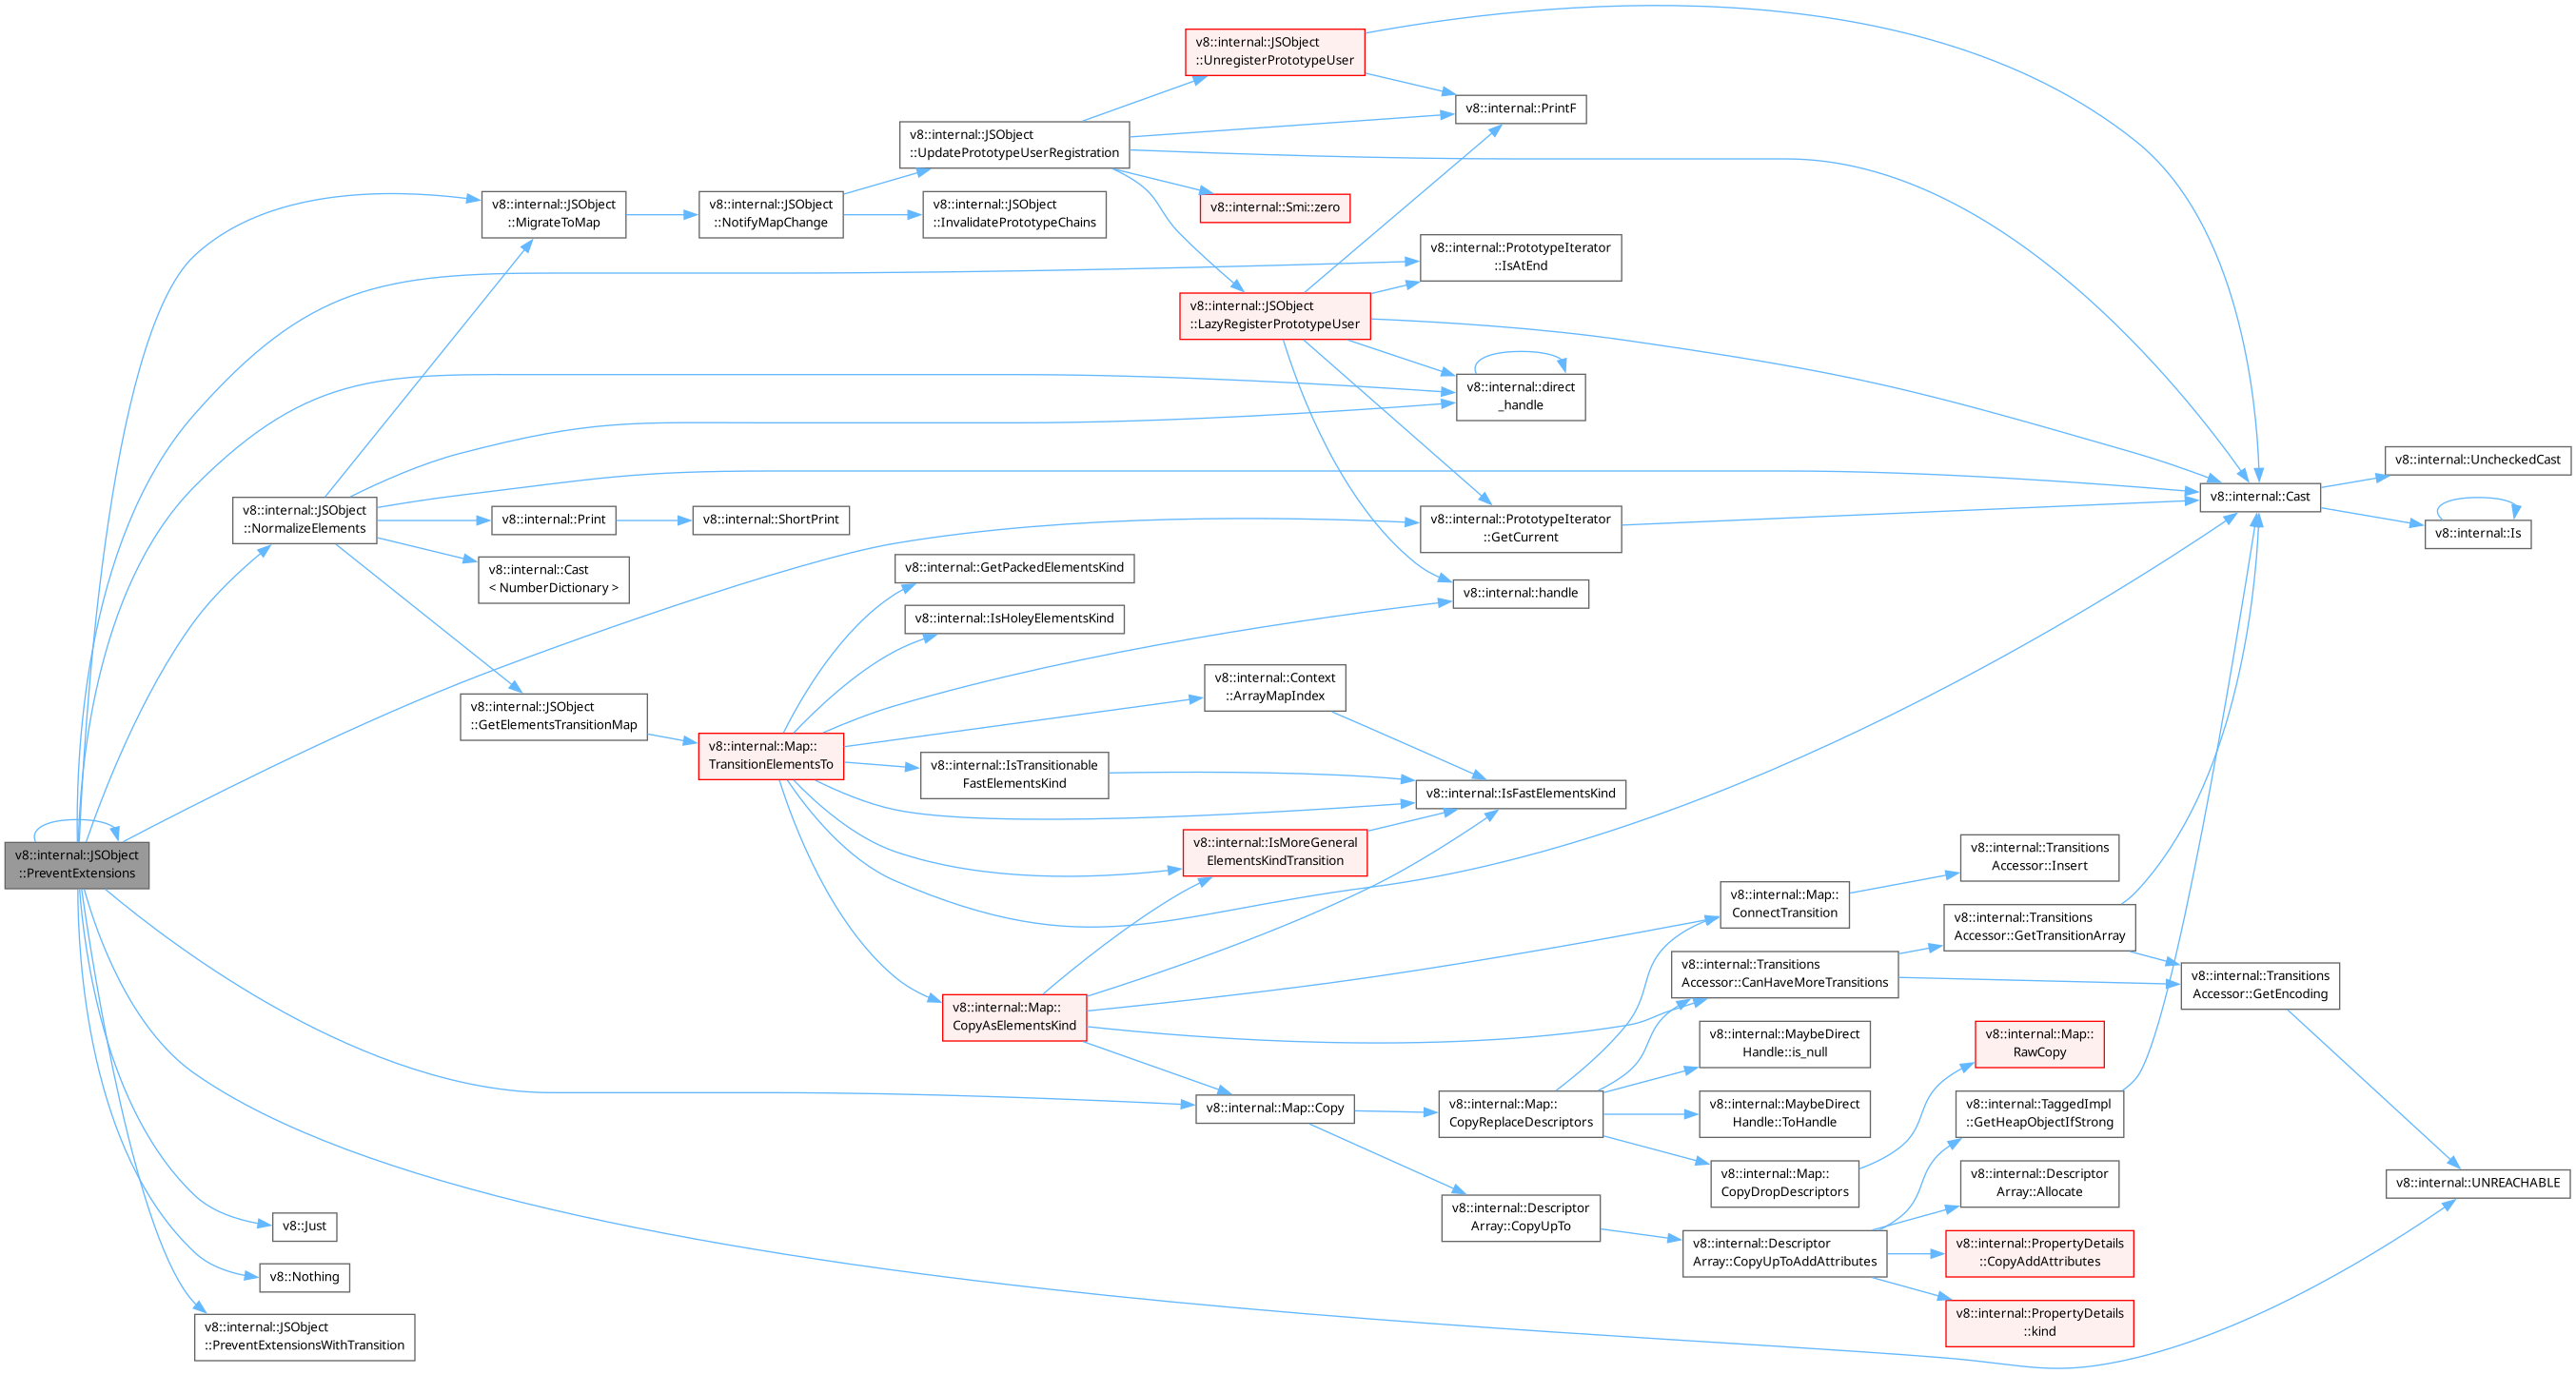 v8::internal::JSObject
::PreventExtensions
v8::internal::JSObject
::MigrateToMap
v8::internal::JSObject
::NotifyMapChange
v8::internal::JSObject
::UpdatePrototypeUserRegistration
v8::internal::JSObject
::UnregisterPrototypeUser
v8::internal::PrintF
v8::internal::JSObject
::InvalidatePrototypeChains
v8::internal::Smi::zero
v8::internal::PrototypeIterator
::IsAtEnd
v8::internal::JSObject
::LazyRegisterPrototypeUser
v8::internal::direct
_handle
v8::internal::UncheckedCast
v8::internal::Cast
v8::internal::Is
v8::internal::JSObject
::NormalizeElements
v8::internal::Print
v8::internal::ShortPrint
v8::internal::PrototypeIterator
::GetCurrent
v8::internal::Cast
< NumberDictionary >
v8::internal::GetPackedElementsKind
v8::internal::handle
v8::internal::IsHoleyElementsKind
v8::internal::Context
::ArrayMapIndex
v8::internal::JSObject
::GetElementsTransitionMap
v8::internal::Map::
TransitionElementsTo
v8::internal::IsTransitionable
FastElementsKind
v8::internal::IsFastElementsKind
v8::internal::IsMoreGeneral
ElementsKindTransition
v8::internal::Transitions
Accessor::Insert
v8::internal::Map::
ConnectTransition
v8::internal::Transitions
Accessor::GetTransitionArray
v8::internal::Transitions
Accessor::CanHaveMoreTransitions
v8::internal::Transitions
Accessor::GetEncoding
v8::internal::Map::
CopyAsElementsKind
v8::internal::MaybeDirect
Handle::is_null
v8::internal::Map::
RawCopy
v8::internal::Map::Copy
v8::internal::Map::
CopyReplaceDescriptors
v8::internal::MaybeDirect
Handle::ToHandle
v8::internal::TaggedImpl
::GetHeapObjectIfStrong
v8::internal::Map::
CopyDropDescriptors
v8::internal::Descriptor
Array::Allocate
v8::internal::UNREACHABLE
v8::internal::Descriptor
Array::CopyUpTo
v8::internal::Descriptor
Array::CopyUpToAddAttributes
v8::internal::PropertyDetails
::CopyAddAttributes
v8::internal::PropertyDetails
::kind
v8::Just
v8::Nothing
v8::internal::JSObject
::PreventExtensionsWithTransition